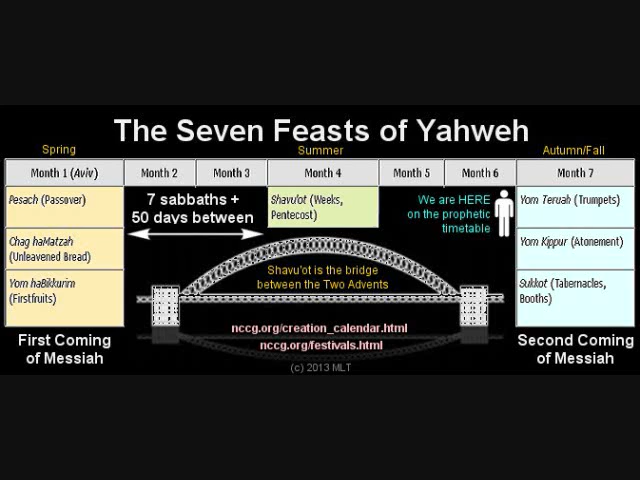 The Seven Feasts of Yahweh
Spring
Summer
Autumn/Fall
Month 1 (Aviv)
Month 2
Month 3
Month 4
Month 5
Month 6
Month 7
Pesach (Passover)
Chag haMatzah
(Unleavened Bread)
Yom haBikkurim
(Firstfruits)
7 sabbaths +
50 days between
Shavu'ot (Weeks,
Pentecost)
We are HERE
on the prophetic
timetable
Yom Teruah (Trumpets)
Yom Kippur (Atonement)
Sukkot (Tabernacles,
Booths)
Shavu'ot is the bridge
between the Two Advents
First Coming
of Messiah
nccg.org/creation_calendar.html
nccg.org/festivals.html
(c) 2013 MLT
Second Coming
of Messiah